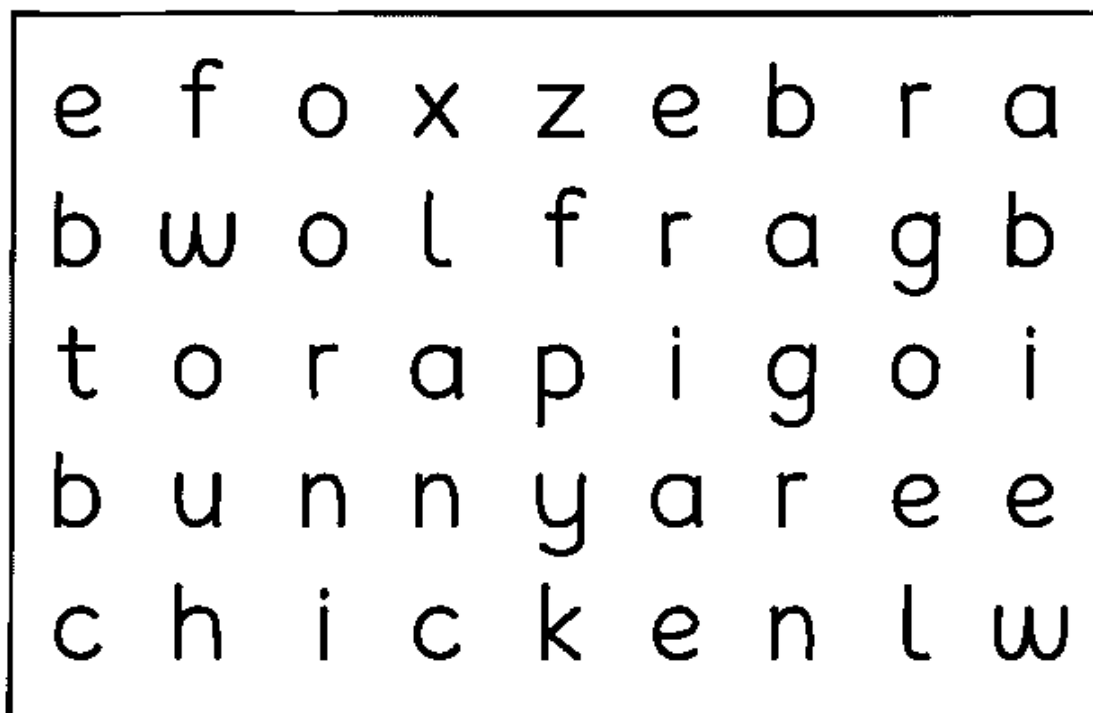 e f o x z e b r a
b w o l f r a g b
t o r a p i g o i
b u n n y a r e e
c h i c k e n l w